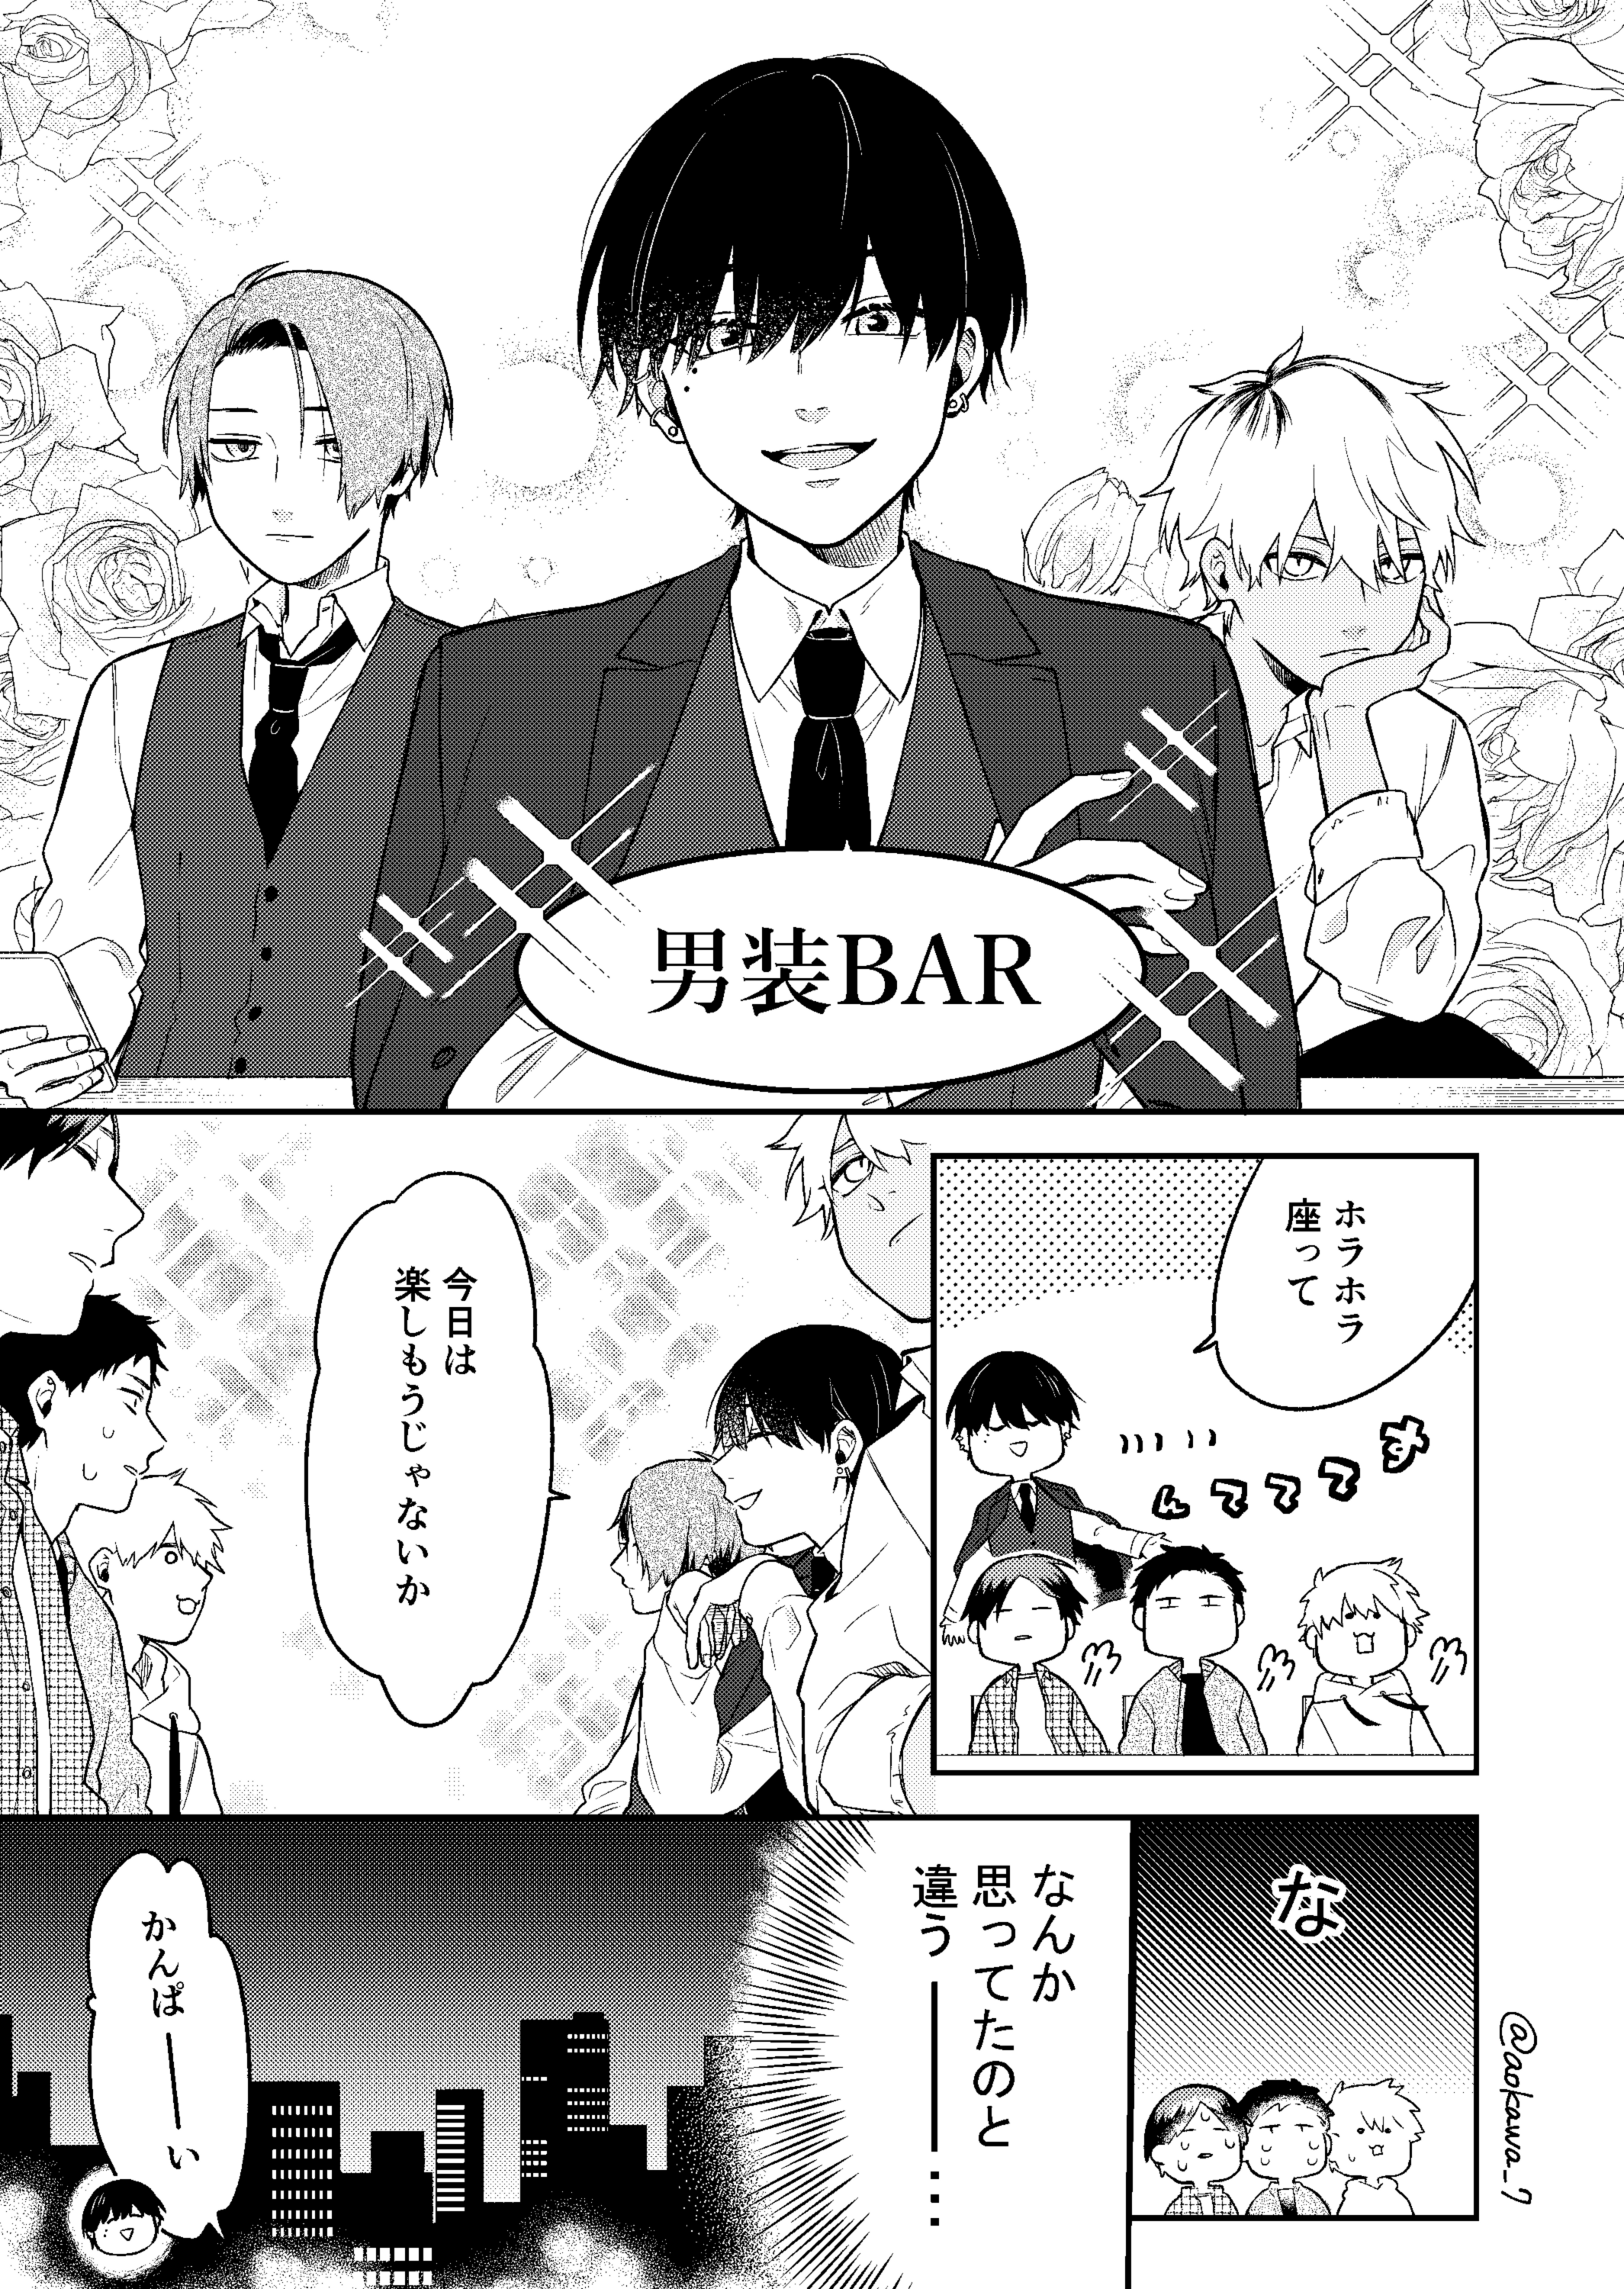 男装BAR
ホラホラ
座って
すててててん
今日は
楽しもうじゃないか
な
なんか
思ってたのと
違う――……
かんぱ――い
@aokawa_7